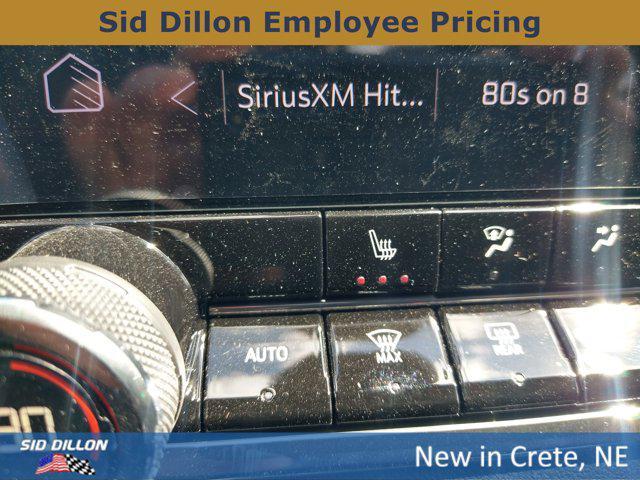 Sid Dillon Employee Pricing
SiriusXM Hit... 80s on 8
AUTO MAX REAR
SID DILLON
New in Crete, NE